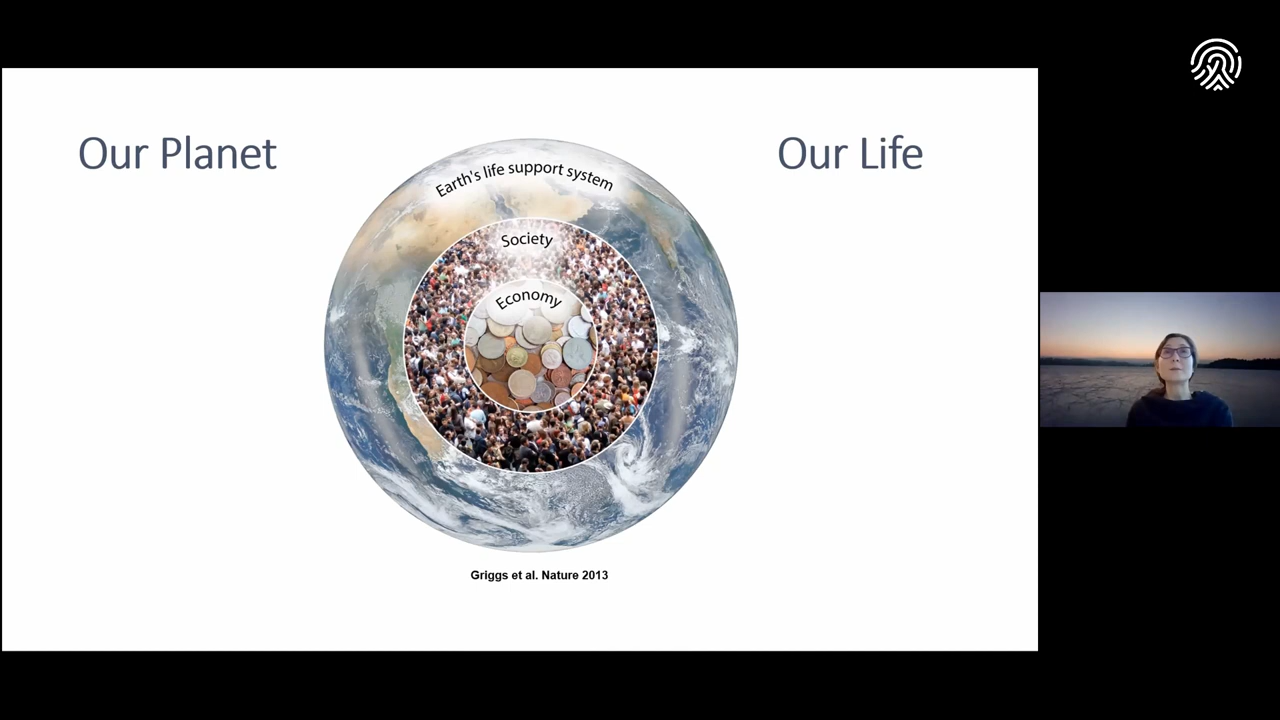 Our Planet
Our Life
Earth's life support system
Society
Economy
Griggs et al. Nature 2013